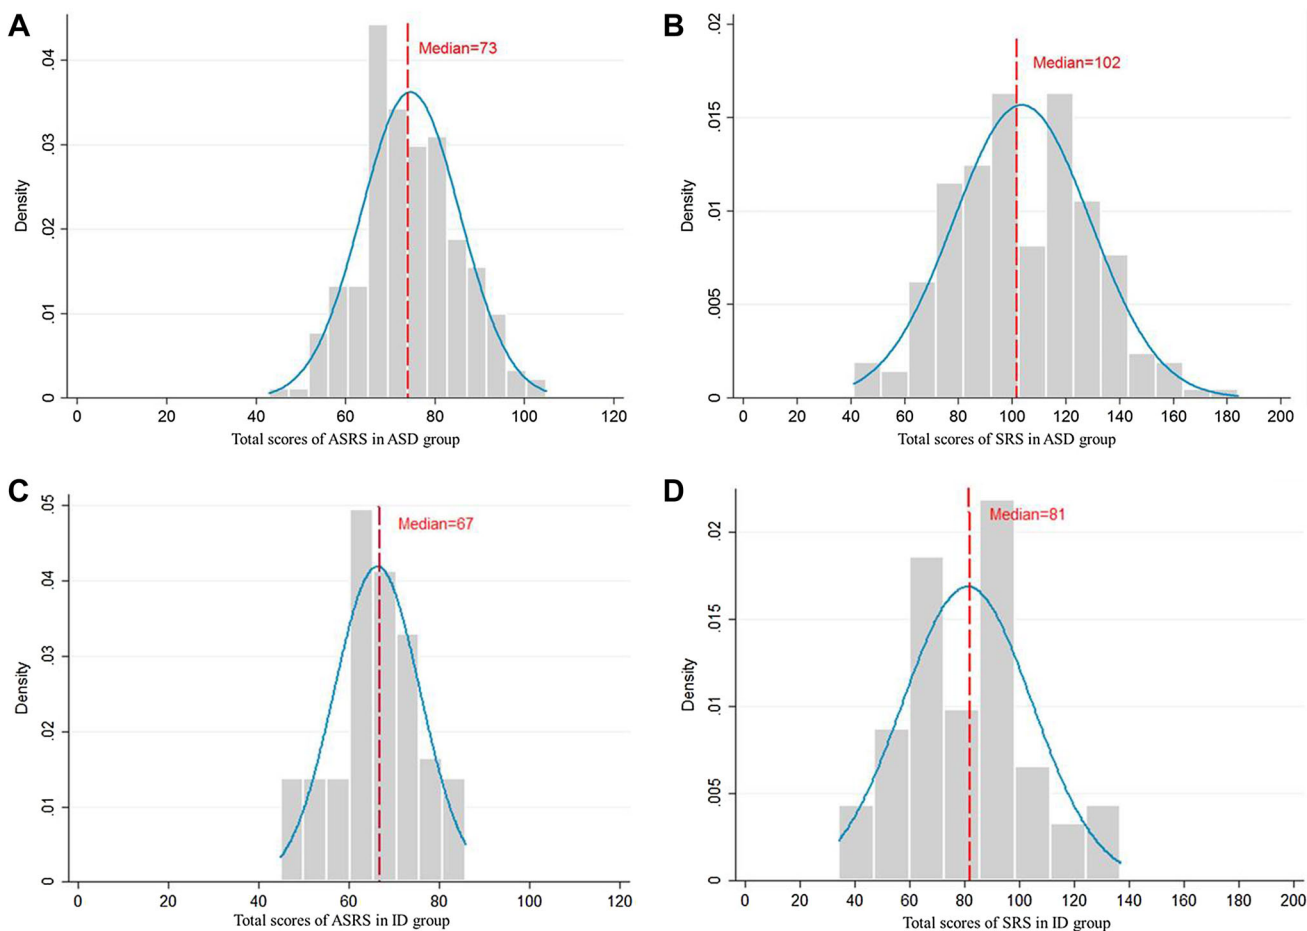 A
Median=73
Density
0 .01 .02 .03 .04
0 20 40 60 80 100 120
Total scores of ASRS in ASD group
B
Median=102
Density
0 .005 .01 .015 .02
0 20 40 60 80 100 120 140 160 180 200
Total scores of SRS in ASD group
C
Median=67
Density
0 .01 .02 .03 .04 .05
0 20 40 60 80 100 120
Total scores of ASRS in ID group
D
Median=81
Density
0 .005 .01 .015 .02
0 20 40 60 80 100 120 140 160 180 200
Total scores of SRS in ID group